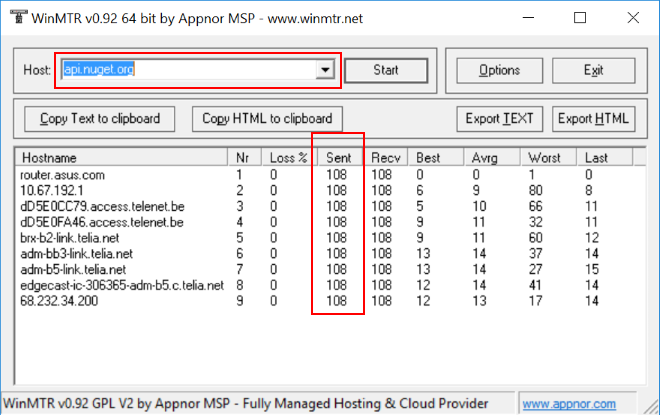 WinMTR v0.92 64 bit by Appnor MSP - www.winmtr.net
Host: api.nuget.org Start Options Exit
Copy Text to clipboard Copy HTML to clipboard Export TEXT Export HTML
Hostname Nr Loss % Sent Recv Best Avrg Worst Last
router.asus.com 1 0 108 108 0 0 1 0
10.67.192.1 2 0 108 108 6 9 80 8
dD5E0CC79.access.telenet.be 3 0 108 108 5 10 66 11
dD5E0FA46.access.telenet.be 4 0 108 108 9 11 32 11
brx-b2-link.telia.net 5 0 108 108 9 11 60 12
adm-bb3-link.telia.net 6 0 108 108 13 14 37 14
adm-b5-link.telia.net 7 0 108 108 13 14 27 15
edgecast-ic-306365-adm-b5.c.telia.net 8 0 108 108 12 14 41 14
68.232.34.200 9 0 108 108 12 13 17 14
WinMTR v0.92 GPL V2 by Appnor MSP - Fully Managed Hosting & Cloud Provider www.appnor.com